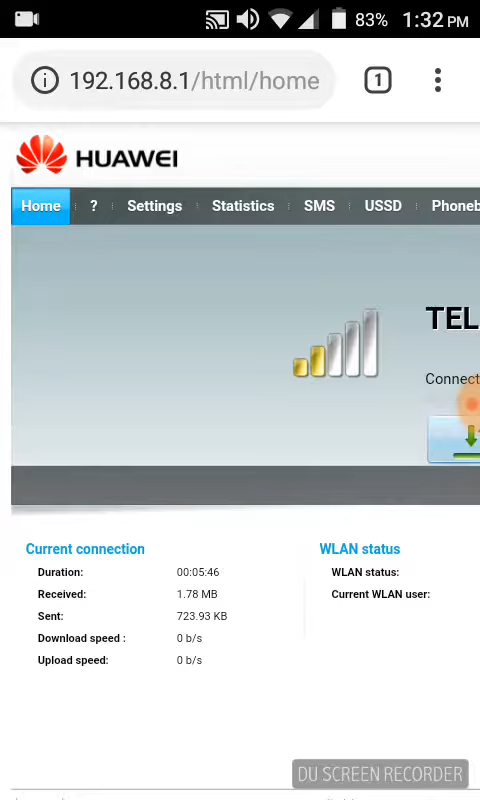 83% 1:32 PM
192.168.8.1/html/home 1
HUAWEI
Home ? Settings Statistics SMS USSD Phoneb
TEL
Connect
Current connection
WLAN status
Duration: 00:05:46
WLAN status:
Received: 1.78 MB
Current WLAN user:
Sent: 723.93 KB
Download speed : 0 b/s
Upload speed: 0 b/s
DU SCREEN RECORDER